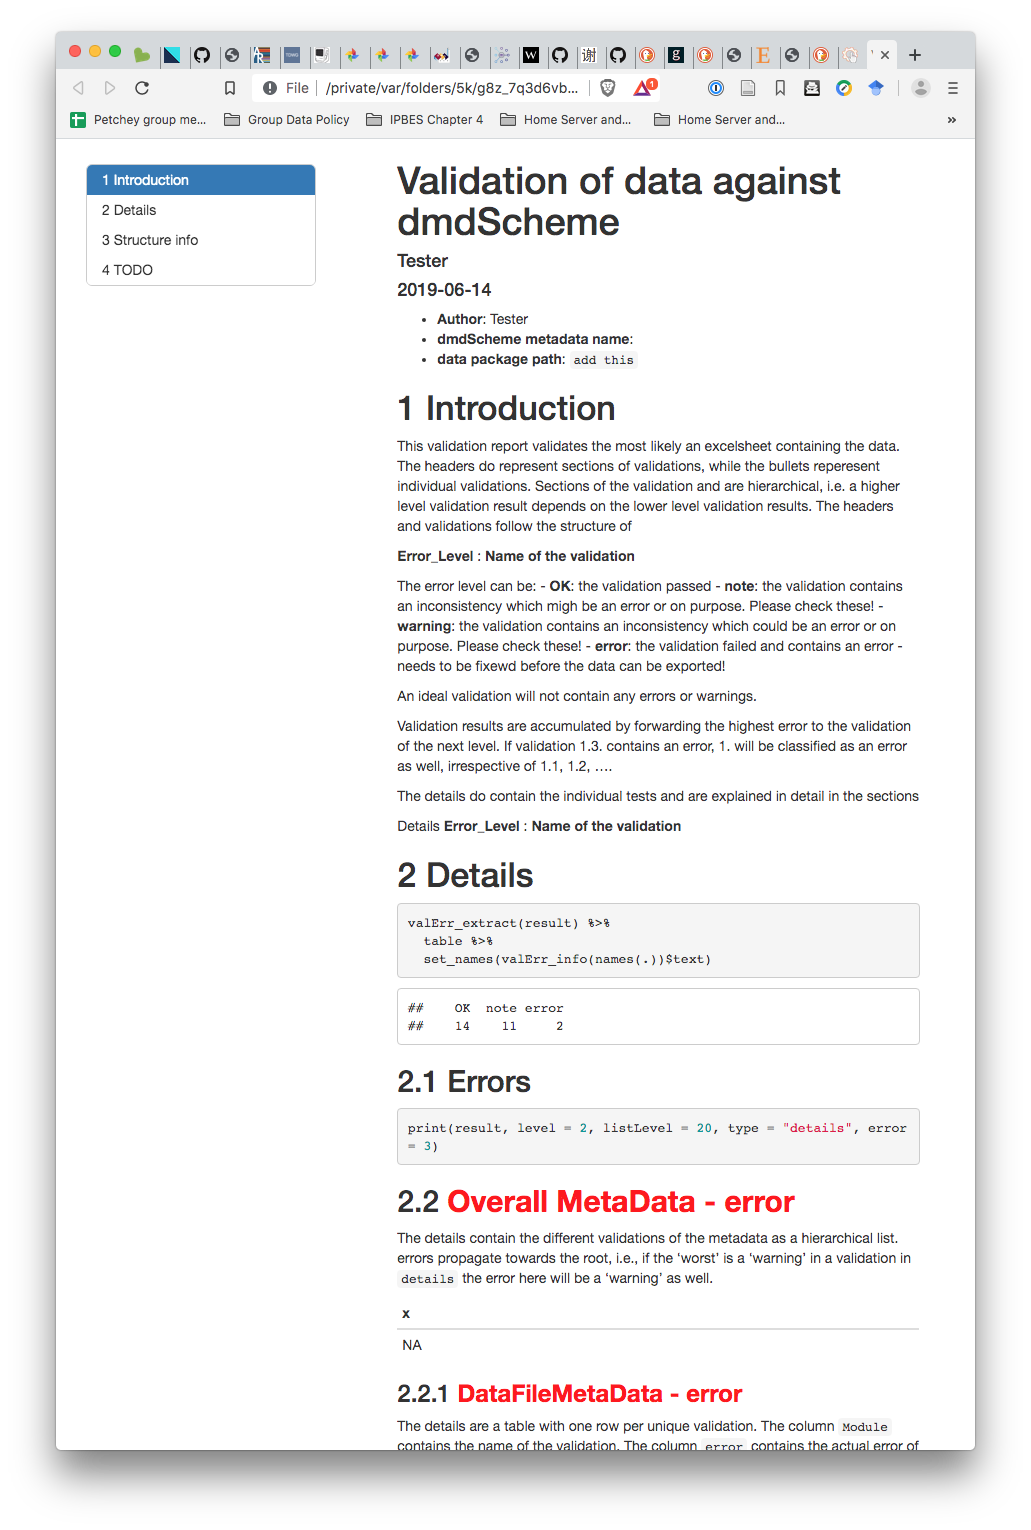 File
/private/var/folders/5k/g8z_7q3d6vb...
1
Petchey group me...
Group Data Policy
IPBES Chapter 4
Home Server and...
Home Server and...
»
1 Introduction
2 Details
3 Structure info
4 TODO
Validation of data against
dmdScheme
Tester
2019-06-14
• Author: Tester
• dmdScheme metadata name:
• data package path: add this
1 Introduction
This validation report validates the most likely an excelsheet containing the data.
The headers do represent sections of validations, while the bullets reperesent
individual validations. Sections of the validation and are hierarchical, i.e. a higher
level validation result depends on the lower level validation results. The headers
and validations follow the structure of
Error_Level : Name of the validation
The error level can be: - OK: the validation passed - note: the validation contains
an inconsistency which migh be an error or on purpose. Please check these! -
warning: the validation contains an inconsistency which could be an error or on
purpose. Please check these! - error: the validation failed and contains an error -
needs to be fixewd before the data can be exported!
An ideal validation will not contain any errors or warnings.
Validation results are accumulated by forwarding the highest error to the validation
of the next level. If validation 1.3. contains an error, 1. will be classified as an error
as well, irrespective of 1.1, 1.2, ….
The details do contain the individual tests and are explained in detail in the sections
Details Error_Level : Name of the validation
2 Details
valErr_extract(result) %>%
table %>%
set_names(valErr_info(names(.))$text)
## OK note error
## 14 11 2
2.1 Errors
print(result, level = 2, listLevel = 20, type = "details", error
= 3)
2.2 Overall MetaData - error
The details contain the different validations of the metadata as a hierarchical list.
errors propagate towards the root, i.e., if the ‘worst’ is a ‘warning’ in a validation in
details the error here will be a ‘warning’ as well.
x
NA
2.2.1 DataFileMetaData - error
The details are a table with one row per unique validation. The column Module
contains the name of the validation. The column error contains the actual error of